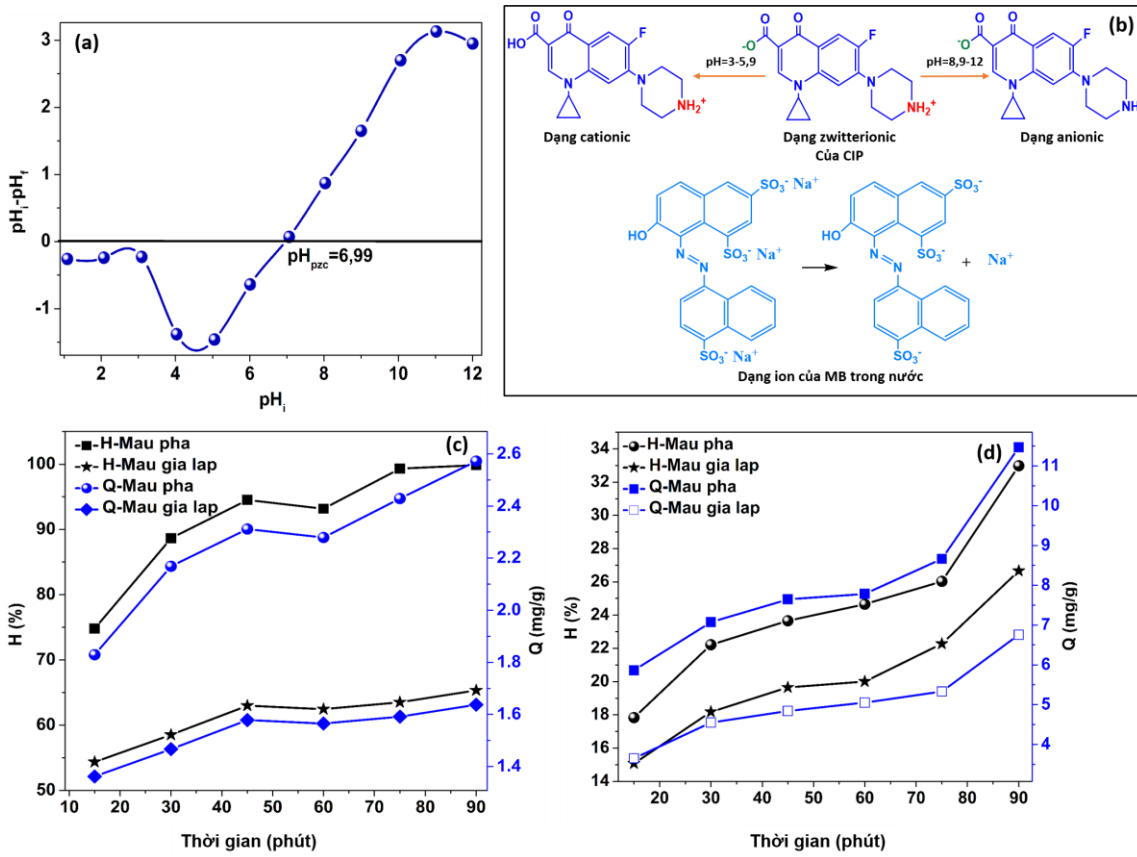 (a)
3
2
1
0
-1
pHi-pHf
pHpzc=6,99
2 4 6 8 10 12
pHi
(b)
O O
HO F
N N
NH2+
Dạng cationic
pH=3-5,9
O O
-O F
N N
NH2+
Dạng zwitterionic
Của CIP
pH=8,9-12
O O
-O F
N N
NH
Dạng anionic
SO3- Na+
HO
SO3- Na+
N=N
SO3- Na+
SO3-
HO
SO3-
N=N
SO3-
+ Na+
Dạng ion của MB trong nước
(c)
H-Mau pha
H-Mau gia lap
Q-Mau pha
Q-Mau gia lap
100
90
80
70
60
50
H (%)
2.6
2.4
2.2
2.0
1.8
1.6
1.4
Q (mg/g)
10 20 30 40 50 60 70 80 90
Thời gian (phút)
(d)
H-Mau pha
H-Mau gia lap
Q-Mau pha
Q-Mau gia lap
34
32
30
28
26
24
22
20
18
16
14
H (%)
11
10
9
8
7
6
5
4
Q (mg/g)
20 30 40 50 60 70 80 90
Thời gian (phút)